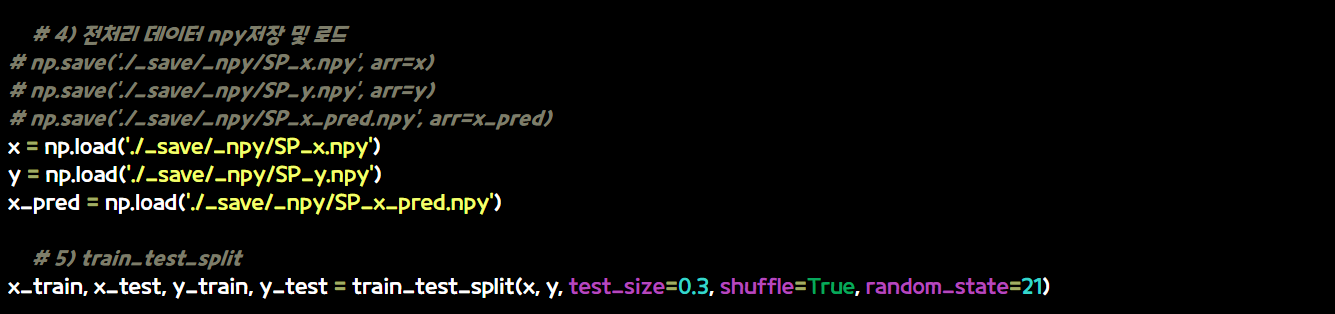 # 4) 전처리 데이터 npy저장 및 로드
# np.save('./_save/_npy/SP_x.npy', arr=x)
# np.save('./_save/_npy/SP_y.npy', arr=y)
# np.save('./_save/_npy/SP_x_pred.npy', arr=x_pred)
x = np.load('./_save/_npy/SP_x.npy')
y = np.load('./_save/_npy/SP_y.npy')
x_pred = np.load('./_save/_npy/SP_x_pred.npy')
# 5) train_test_split
x_train, x_test, y_train, y_test = train_test_split(x, y, test_size=0.3, shuffle=True, random_state=21)